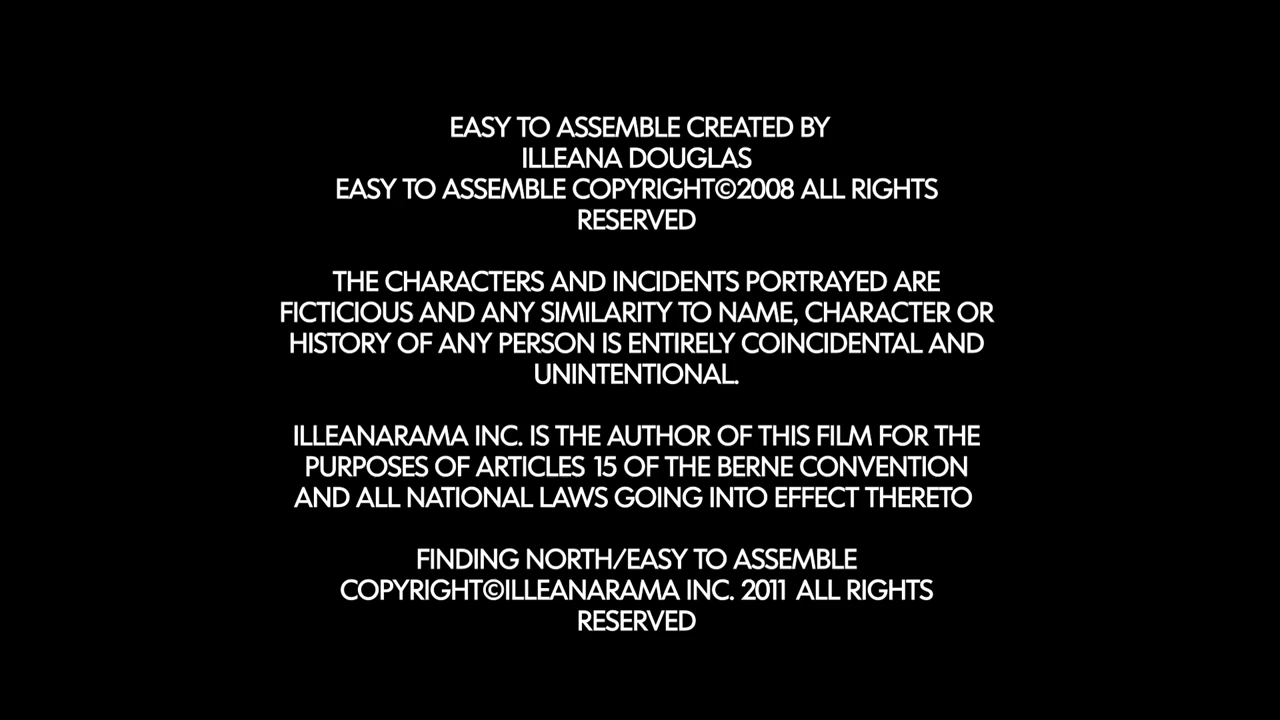 EASY TO ASSEMBLE CREATED BY
ILLEANA DOUGLAS
EASY TO ASSEMBLE COPYRIGHT©2008 ALL RIGHTS
RESERVED
THE CHARACTERS AND INCIDENTS PORTRAYED ARE
FICTICIOUS AND ANY SIMILARITY TO NAME, CHARACTER OR
HISTORY OF ANY PERSON IS ENTIRELY COINCIDENTAL AND
UNINTENTIONAL.
ILLEANARAMA INC. IS THE AUTHOR OF THIS FILM FOR THE
PURPOSES OF ARTICLES 15 OF THE BERNE CONVENTION
AND ALL NATIONAL LAWS GOING INTO EFFECT THERETO
FINDING NORTH/EASY TO ASSEMBLE
COPYRIGHT©ILLEANARAMA INC. 2011 ALL RIGHTS
RESERVED